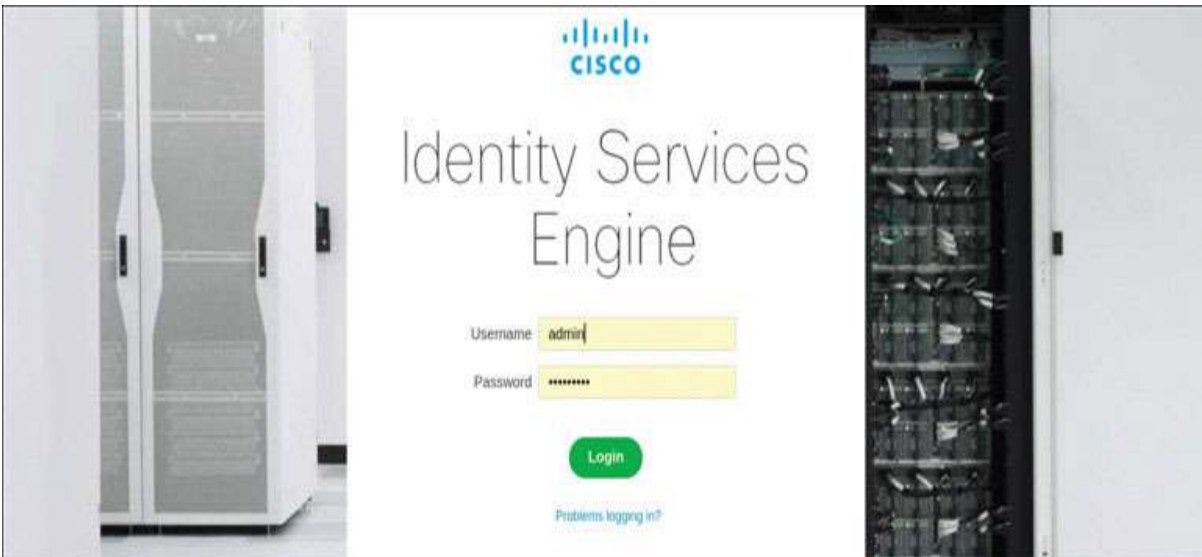 CISCO
Identity Services
Engine
Username admin
Password •••••••••
Login
Problems logging in?